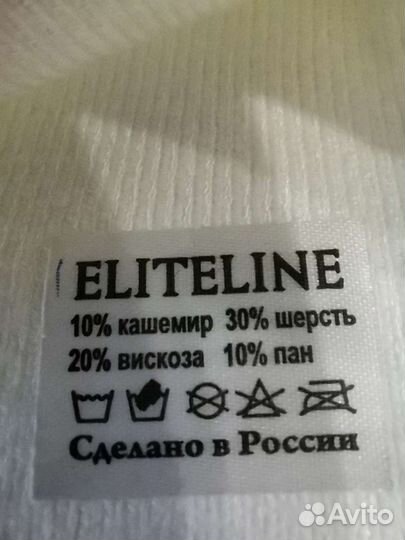 ELITELINE
10% кашемир 30% шерсть
20% вискоза 10% пан
Сделано в России
Avito